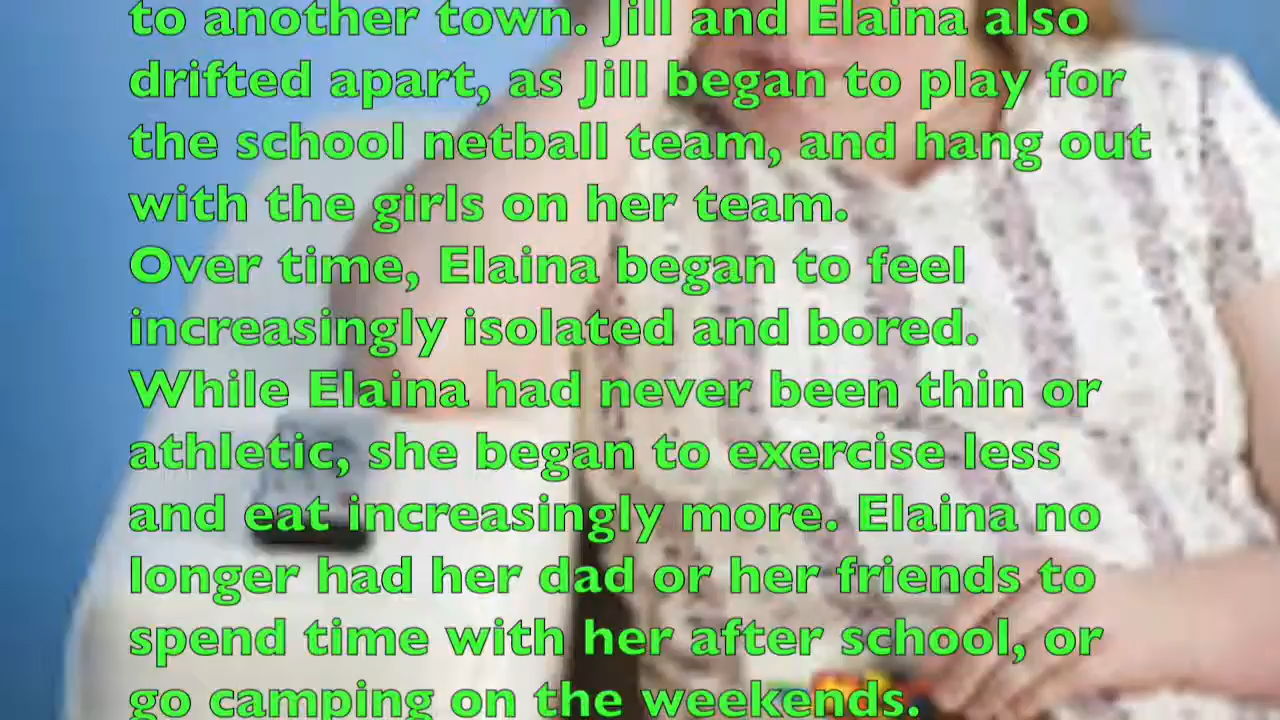 to another town. Jill and Elaina also
drifted apart, as Jill began to play for
the school netball team, and hang out
with the girls on her team.
Over time, Elaina began to feel
increasingly isolated and bored.
While Elaina had never been thin or
athletic, she began to exercise less
and eat increasingly more. Elaina no
longer had her dad or her friends to
spend time with her after school, or
go camping on the weekends.